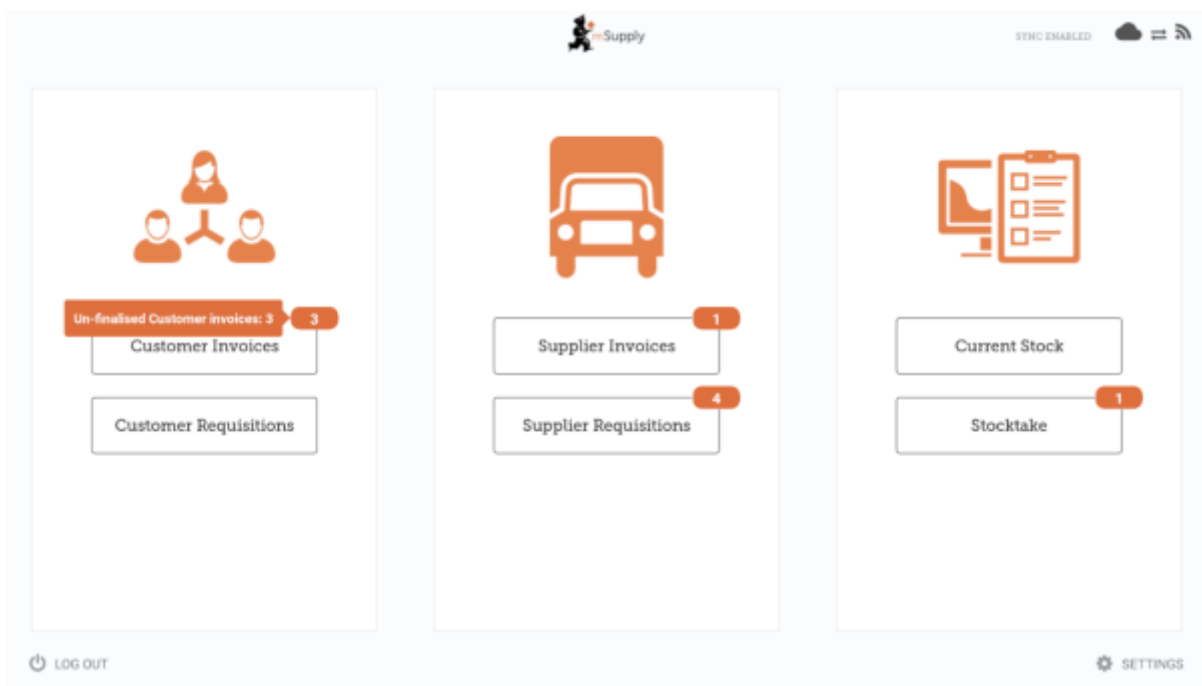 mSupply
SYNC ENABLED
Un-finalised Customer invoices: 3
3
Customer Invoices
Customer Requisitions
1
Supplier Invoices
4
Supplier Requisitions
Current Stock
1
Stocktake
LOG OUT
SETTINGS